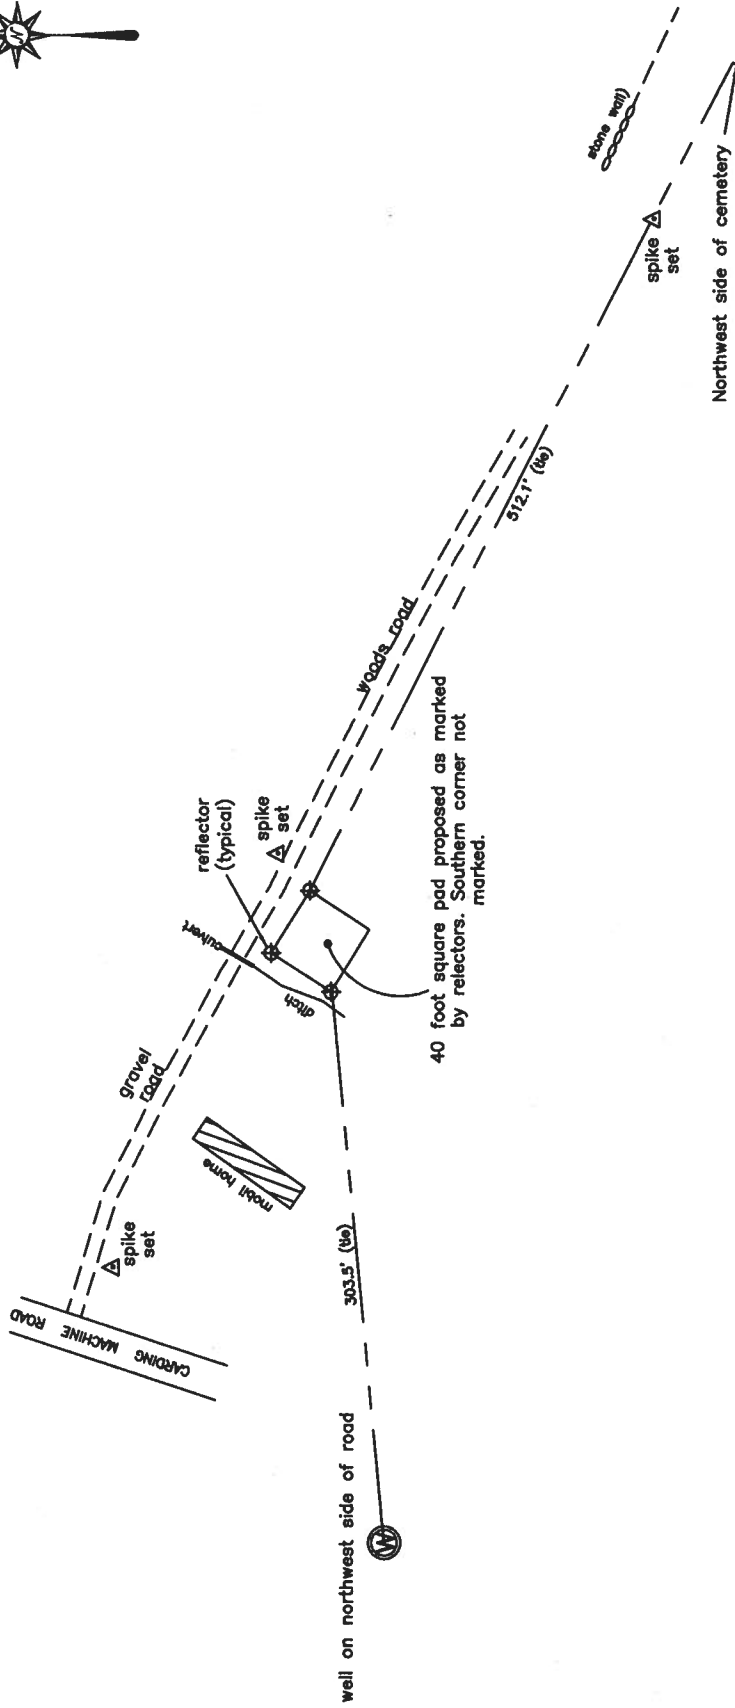 N
stone wall)
spike
set
Northwest side of cemetery
512.1' (tie)
woods road
reflector
(typical)
spike
set
culvert
ditch
40 foot square pad proposed as marked
by relectors. Southern corner not
marked.
gravel
road
mobil home
spike
set
CARDING MACHINE ROAD
303.5' (tie)
well on northwest side of road
W